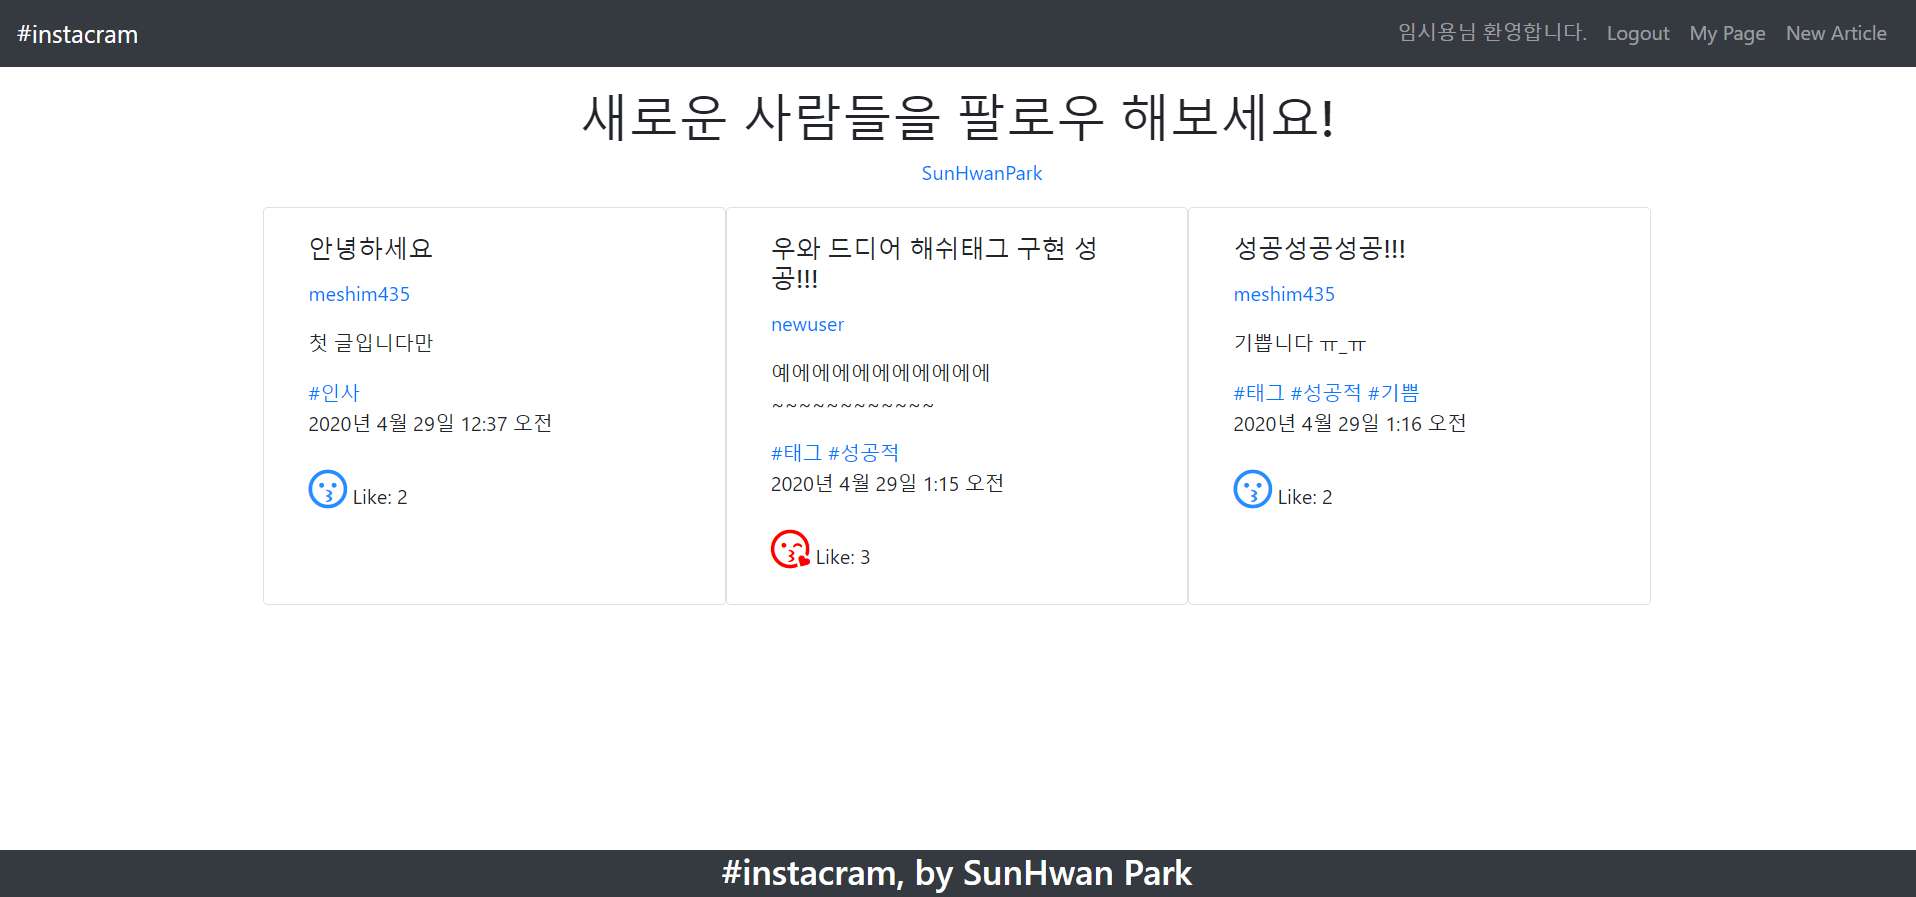 #instacram
임시용님 환영합니다. Logout My Page New Article
새로운 사람들을 팔로우 해보세요!
SunHwanPark
안녕하세요
meshim435
첫 글입니다만
#인사
2020년 4월 29일 12:37 오전
Like: 2
우와 드디어 해쉬태그 구현 성
공!!!
newuser
예에에에에에에에에에에
~~~~~~~~~~~~
#태그 #성공적
2020년 4월 29일 1:15 오전
Like: 3
성공성공성공!!!
meshim435
기쁩니다 ㅠ_ㅠ
#태그 #성공적 #기쁨
2020년 4월 29일 1:16 오전
Like: 2
#instacram, by SunHwan Park